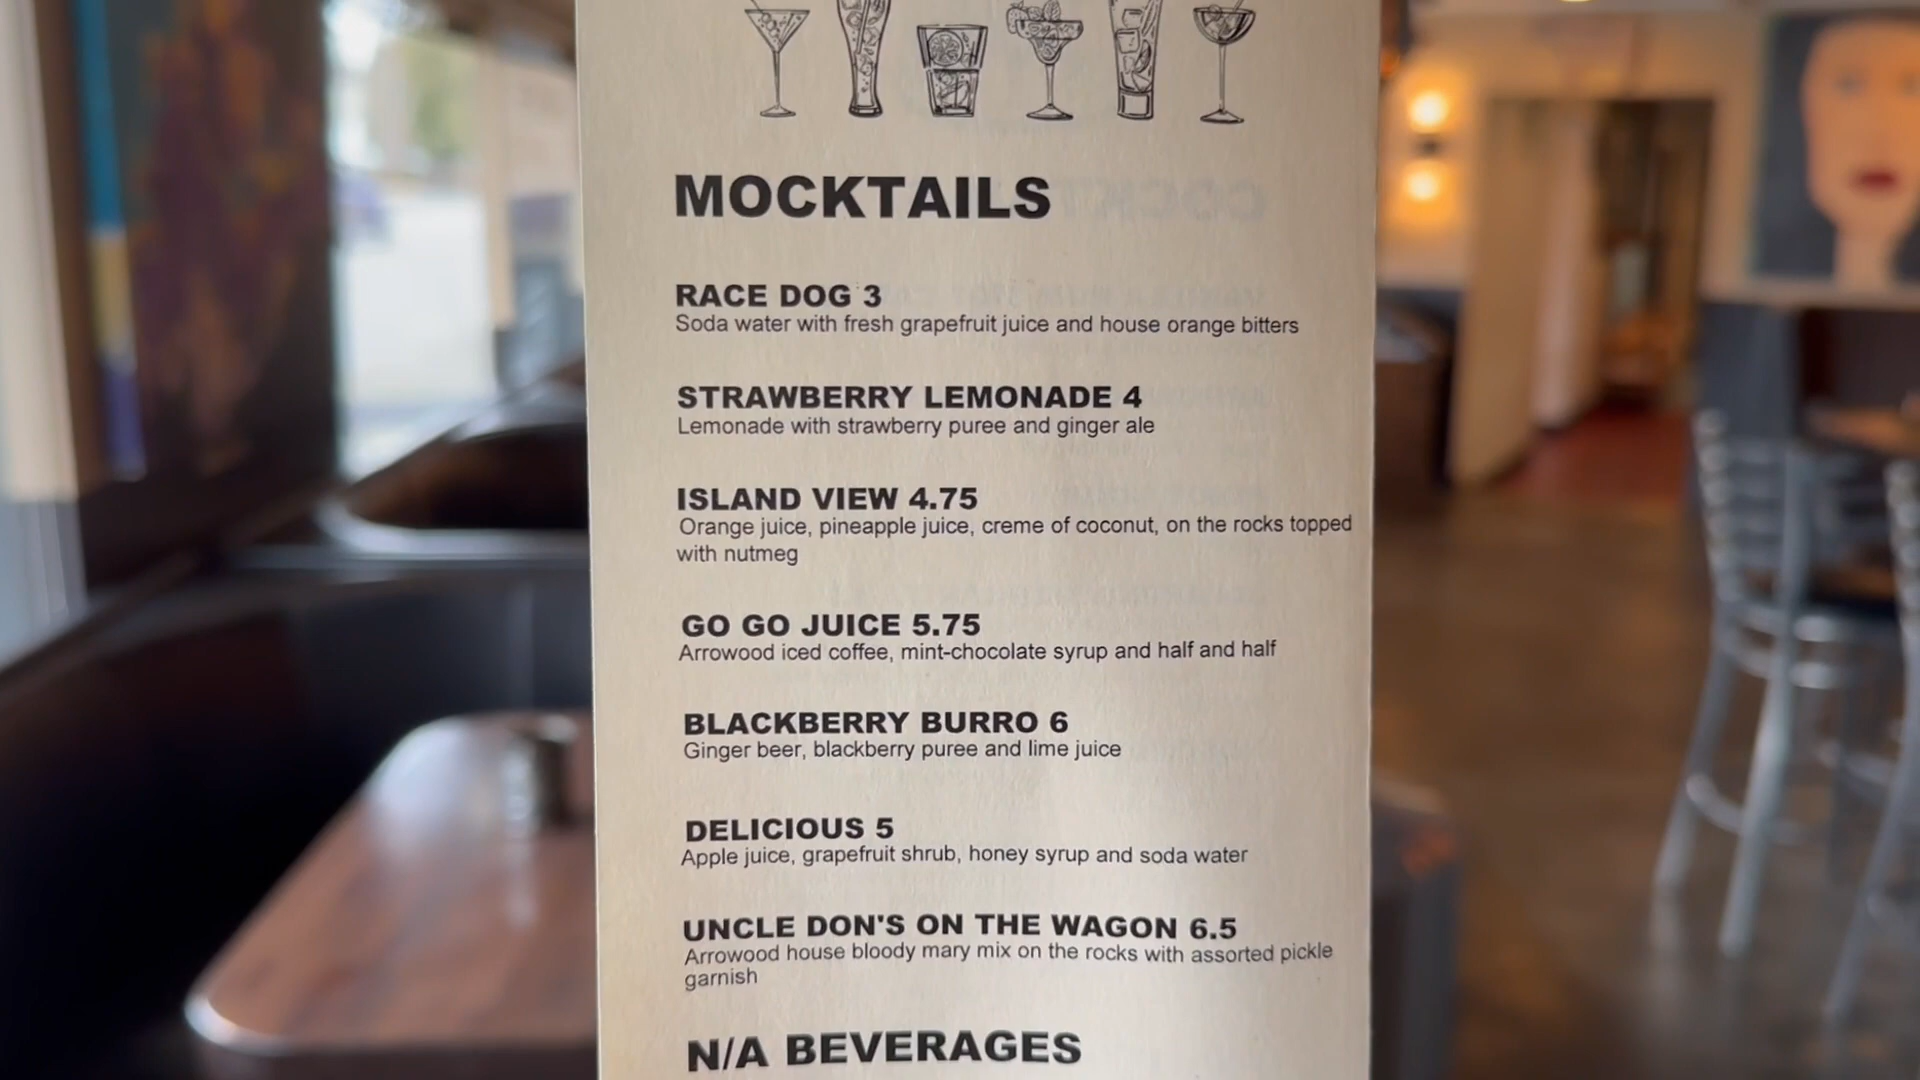 MOCKTAILS
RACE DOG 3
Soda water with fresh grapefruit juice and house orange bitters
STRAWBERRY LEMONADE 4
Lemonade with strawberry puree and ginger ale
ISLAND VIEW 4.75
Orange juice, pineapple juice, creme of coconut, on the rocks topped
with nutmeg
GO GO JUICE 5.75
Arrowood iced coffee, mint-chocolate syrup and half and half
BLACKBERRY BURRO 6
Ginger beer, blackberry puree and lime juice
DELICIOUS 5
Apple juice, grapefruit shrub, honey syrup and soda water
UNCLE DON'S ON THE WAGON 6.5
Arrowood house bloody mary mix on the rocks with assorted pickle
garnish
N/A BEVERAGES